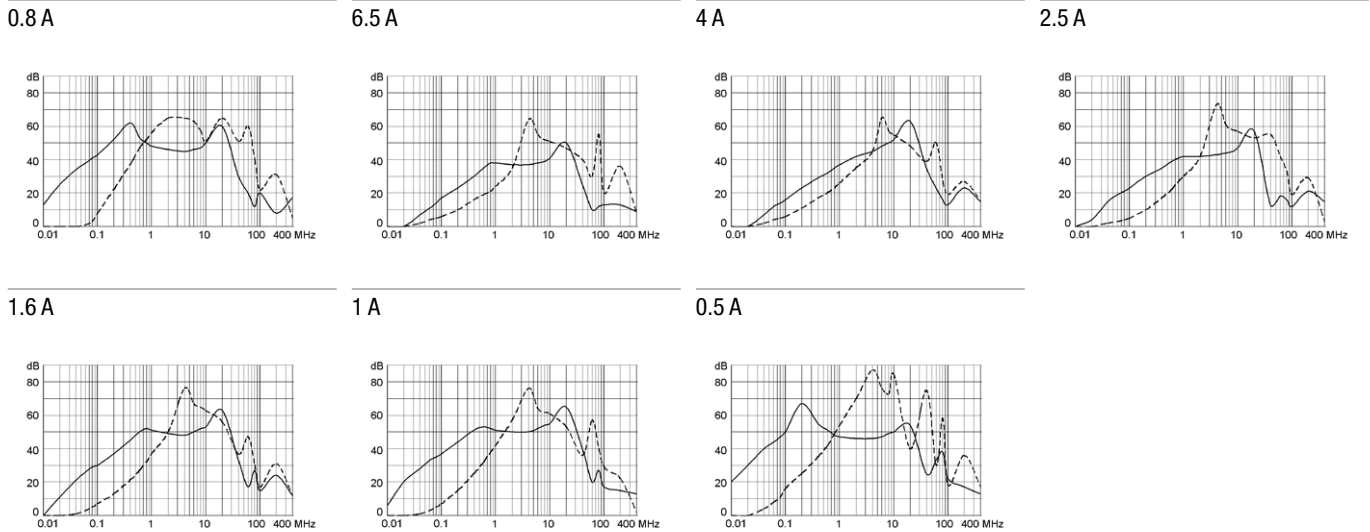 0.8 A 6.5 A 4 A 2.5 A
dB dB dB dB
80 80 80 80
60 60 60 60
40 40 40 40
20 20 20 20
0 0 0 0
0.01 0.1 1 10 100 400 MHz 0.01 0.1 1 10 100 400 MHz 0.01 0.1 1 10 100 400 MHz 0.01 0.1 1 10 100 400 MHz
1.6 A 1 A 0.5 A
dB dB dB
80 80 80
60 60 60
40 40 40
20 20 20
0 0 0
0.01 0.1 1 10 100 400 MHz 0.01 0.1 1 10 100 400 MHz 0.01 0.1 1 10 100 400 MHz